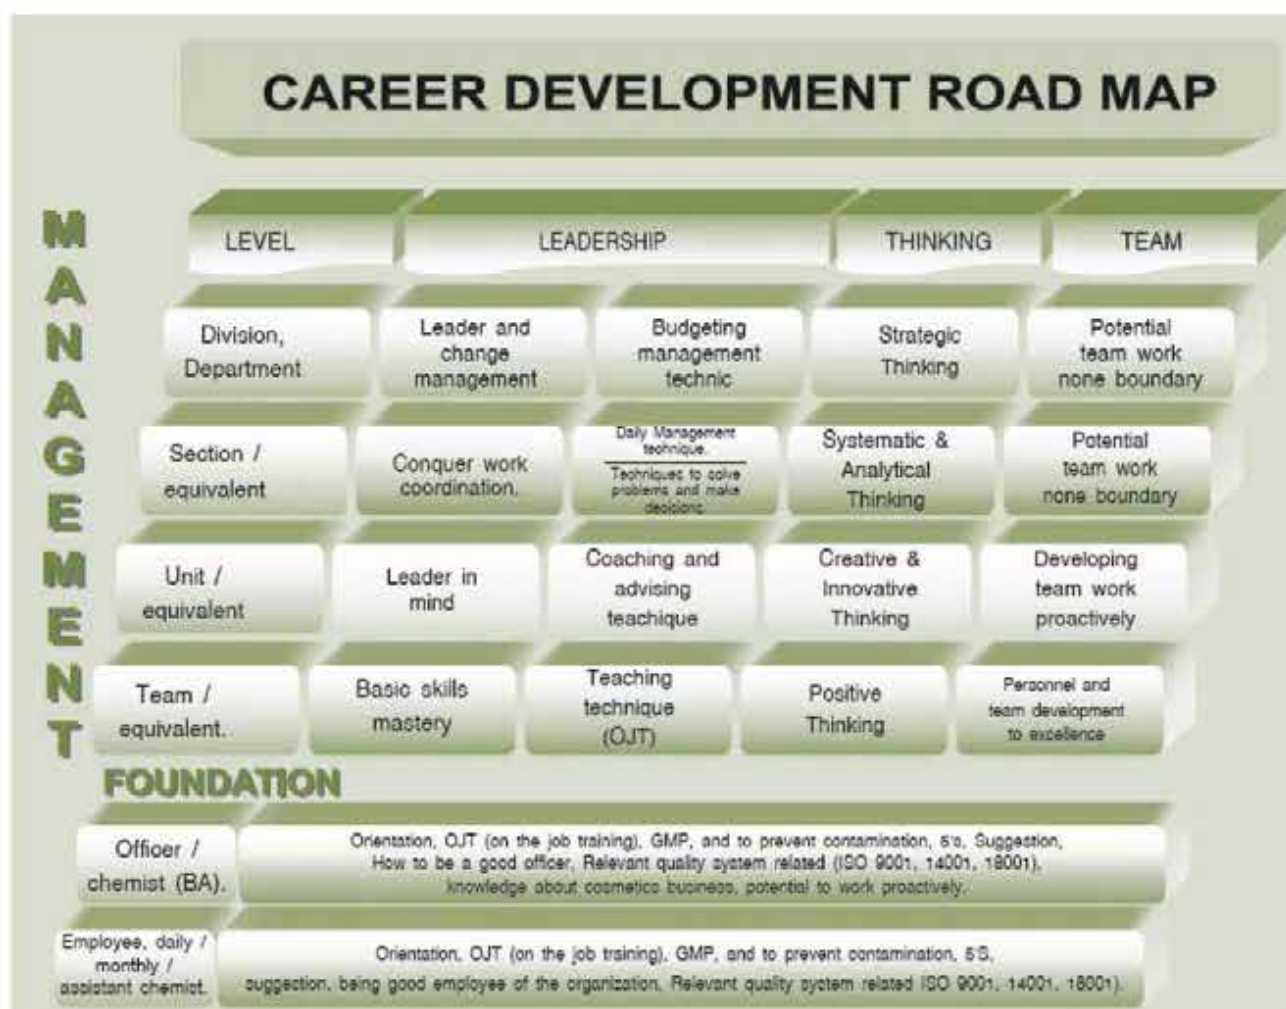 CAREER DEVELOPMENT ROAD MAP
MANAGEMENT
LEVEL
LEADERSHIP
THINKING
TEAM
Division,
Department
Leader and
change
management
Budgeting
management
technic
Strategic
Thinking
Potential
team work
none boundary
Section /
equivalent
Conquer work
coordination.
Daily Management
technique.
Techniques to solve
problems and make
decisions.
Systematic &
Analytical
Thinking
Potential
team work
none boundary
Unit /
equivalent
Leader in
mind
Coaching and
advising
teachique
Creative &
Innovative
Thinking
Developing
team work
proactively
Team /
equivalent.
Basic skills
mastery
Teaching
technique
(OJT)
Positive
Thinking
Personnel and
team development
to excellence
FOUNDATION
Officer /
chemist (BA).
Orientation, OJT (on the job training), GMP, and to prevent contamination, 5's, Suggestion,
How to be a good officer, Relevant quality system related (ISO 9001, 14001, 18001),
knowledge about cosmetics business, potential to work proactively.
Employee, daily /
monthly /
assistant chemist.
Orientation, OJT (on the job training), GMP, and to prevent contamination, 5'S,
suggestion, being good employee of the organization, Relevant quality system related ISO 9001, 14001, 18001).